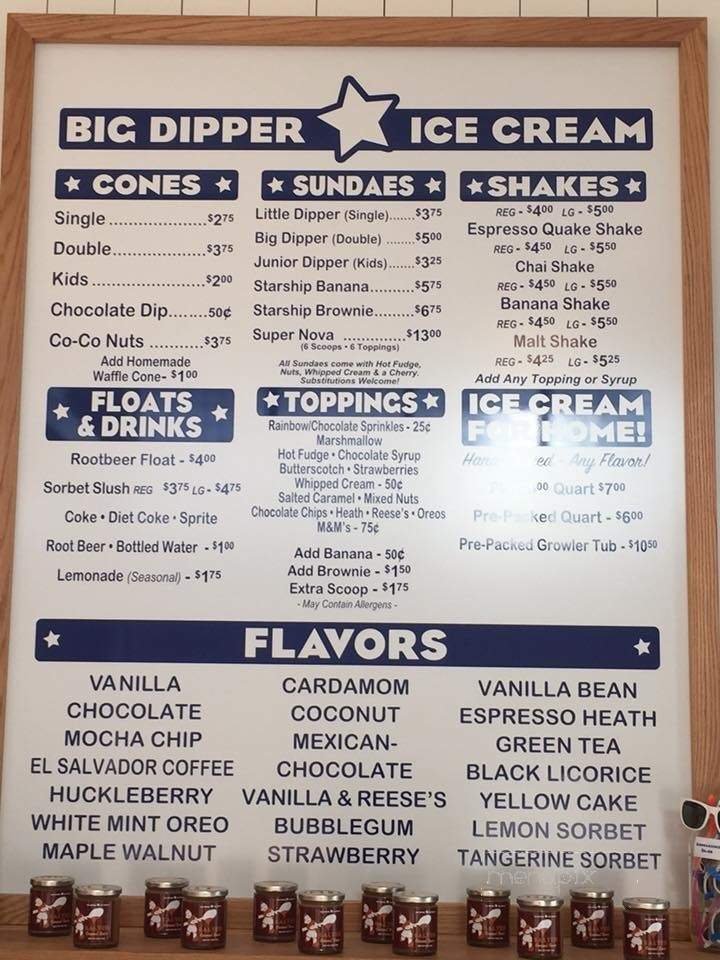 BIG DIPPER ICE CREAM
CONES
Single $2.75
Double $3.75
Kids $2.00
Chocolate Dip 50¢
Co-Co Nuts $3.75
Add Homemade
Waffle Cone- $1.00
SUNDAES
Little Dipper (Single) $3.75
Big Dipper (Double) $5.00
Junior Dipper (Kids) $3.25
Starship Banana $5.75
Starship Brownie $6.75
Super Nova $13.00
(6 Scoops • 6 Toppings)
All Sundaes come with Hot Fudge,
Nuts, Whipped Cream & a Cherry.
Substitutions Welcome!
SHAKES
REG - $4.00 LG - $5.00
Espresso Quake Shake
REG - $4.50 LG - $5.50
Chai Shake
REG - $4.50 LG - $5.50
Banana Shake
REG - $4.50 LG - $5.50
Malt Shake
REG - $4.25 LG - $5.25
Add Any Topping or Syrup
FLOATS
& DRINKS
Rootbeer Float - $4.00
Sorbet Slush REG $3.75 LG - $4.75
Coke • Diet Coke • Sprite
Root Beer • Bottled Water - $1.00
Lemonade (Seasonal) - $1.75
TOPPINGS
Rainbow/Chocolate Sprinkles - 25¢
Marshmallow
Hot Fudge • Chocolate Syrup
Butterscotch • Strawberries
Whipped Cream - 50¢
Salted Caramel • Mixed Nuts
Chocolate Chips • Heath • Reese's • Oreos
M&M's - 75¢
Add Banana - 50¢
Add Brownie - $1.50
Extra Scoop - $1.75
- May Contain Allergens -
ICE CREAM
FOR HOME!
Any Flavor!
Quart $7.00
Pre-Packed Quart - $6.00
Pre-Packed Growler Tub - $10.50
FLAVORS
VANILLA
CHOCOLATE
MOCHA CHIP
EL SALVADOR COFFEE
HUCKLEBERRY
WHITE MINT OREO
MAPLE WALNUT
CARDAMOM
COCONUT
MEXICAN-
CHOCOLATE
VANILLA & REESE'S
BUBBLEGUM
STRAWBERRY
VANILLA BEAN
ESPRESSO HEATH
GREEN TEA
BLACK LICORICE
YELLOW CAKE
LEMON SORBET
TANGERINE SORBET
menupix